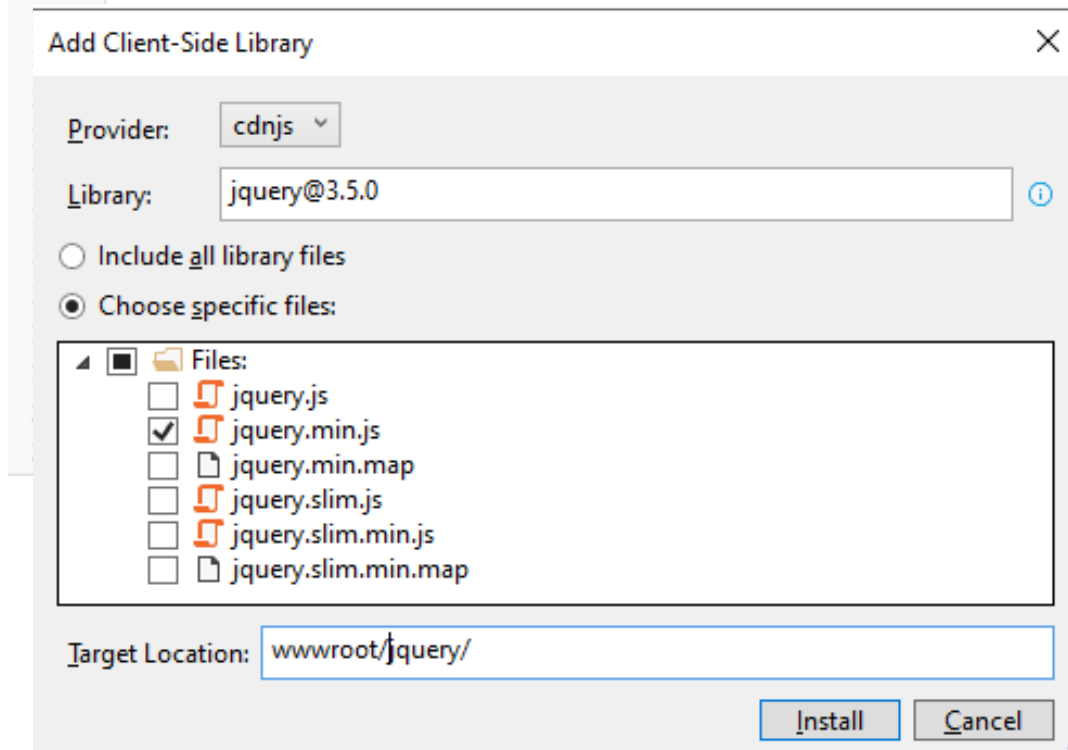 Add Client-Side Library
Provider: cdnjs
Library: jquery@3.5.0
Include all library files
Choose specific files:
Files:
jquery.js
jquery.min.js
jquery.min.map
jquery.slim.js
jquery.slim.min.js
jquery.slim.min.map
Target Location: wwwroot/jquery/
Install Cancel